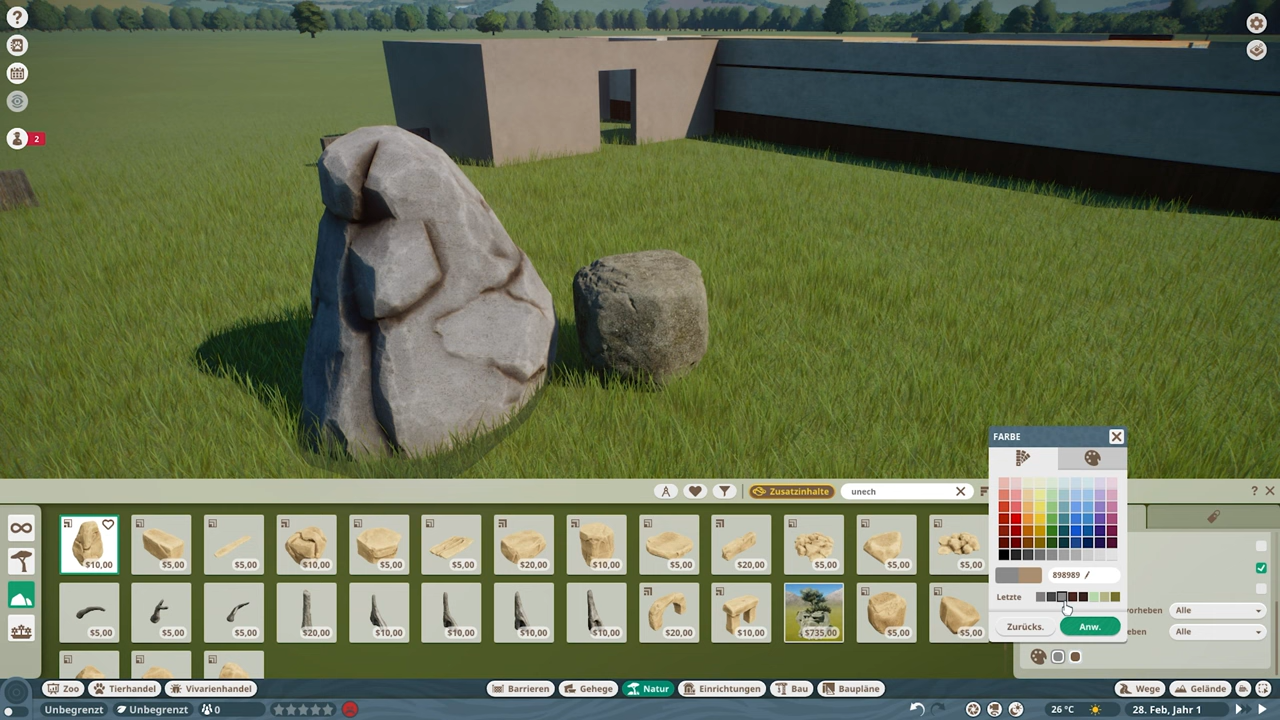 2
FARBE
Zusatzinhalte
unech
$10,00
$5,00
$5,00
$10,00
$5,00
$5,00
$20,00
$10,00
$5,00
$20,00
$5,00
$5,00
$5,00
898989 /
Letzte
Zurücks.
Anw.
vorheben
Alle
eben
Alle
$5,00
$5,00
$5,00
$20,00
$10,00
$10,00
$10,00
$10,00
$20,00
$10,00
$735,00
$5,00
$5,00
Zoo
Tierhandel
Vivarienhandel
Barrieren
Gehege
Natur
Einrichtungen
Bau
Baupläne
Wege
Gelände
Unbegrenzt
Unbegrenzt
0
26 °C
28. Feb, Jahr 1